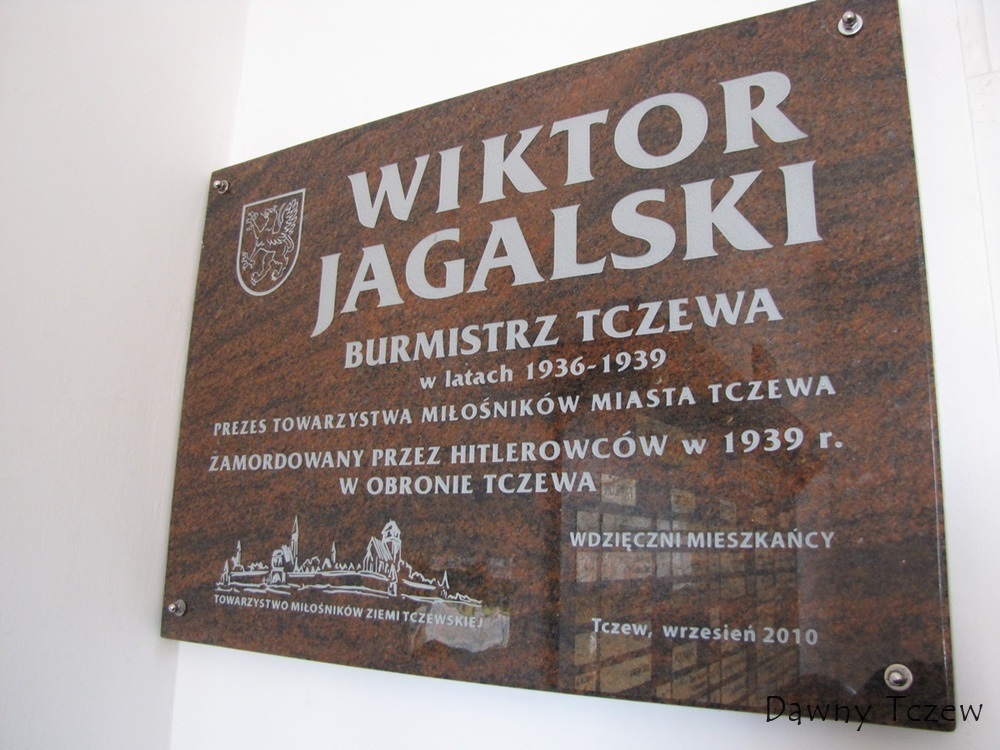 WIKTOR
JAGALSKI
BURMISTRZ TCZEWA
w latach 1936-1939
PREZES TOWARZYSTWA MIŁOŚNIKÓW MIASTA TCZEWA
ZAMORDOWANY PRZEZ HITLEROWCÓW w 1939 r.
W OBRONIE TCZEWA
WDZIĘCZNI MIESZKAŃCY
TOWARZYSTWO MIŁOŚNIKÓW ZIEMI TCZEWSKIEJ
Tczew, wrzesień 2010
Dawny Tczew